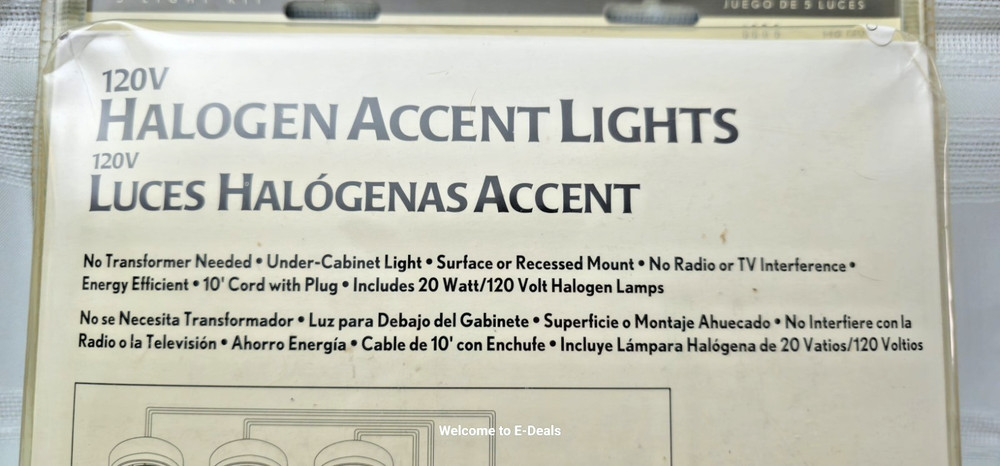 5 LIGHT KIT
JUEGO DE 5 LUCES
120V
HALOGEN ACCENT LIGHTS
120V
LUCES HALÓGENAS ACCENT
No Transformer Needed • Under-Cabinet Light • Surface or Recessed Mount • No Radio or TV Interference •
Energy Efficient • 10' Cord with Plug • Includes 20 Watt/120 Volt Halogen Lamps
No se Necesita Transformador • Luz para Debajo del Gabinete • Superficie o Montaje Ahuecado • No Interfiere con la
Radio o la Televisión • Ahorro Energía • Cable de 10' con Enchufe • Incluye Lámpara Halógena de 20 Vatios/120 Voltios
Welcome to E-Deals